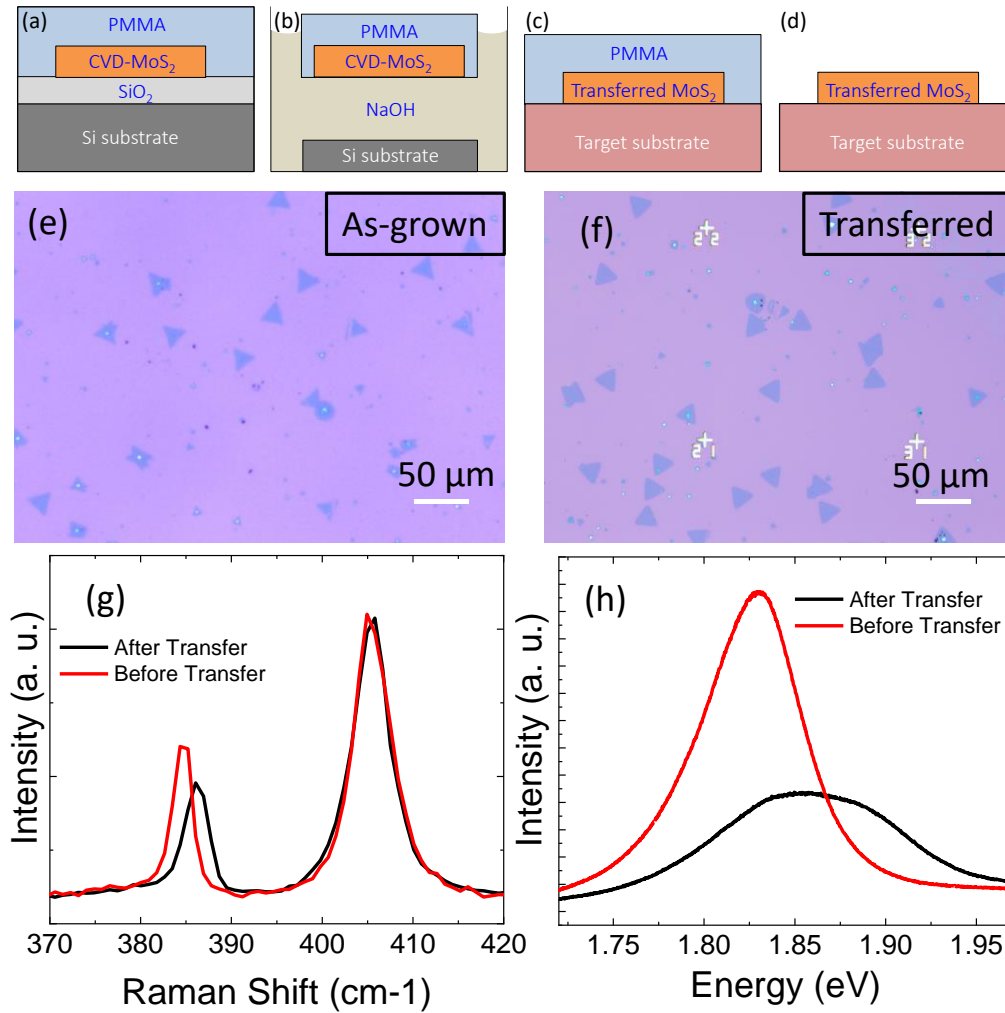 (a)
PMMA
CVD-MoS₂
SiO₂
Si substrate
(b)
PMMA
CVD-MoS₂
NaOH
Si substrate
(c)
PMMA
Transferred MoS₂
Target substrate
(d)
Transferred MoS₂
Target substrate
(e)
As-grown
50 μm
(f)
Transferred
50 μm
(g)
After Transfer
Before Transfer
Intensity (a. u.)
370 380 390 400 410 420
Raman Shift (cm-1)
(h)
After Transfer
Before Transfer
Intensity (a. u.)
1.75 1.80 1.85 1.90 1.95
Energy (eV)